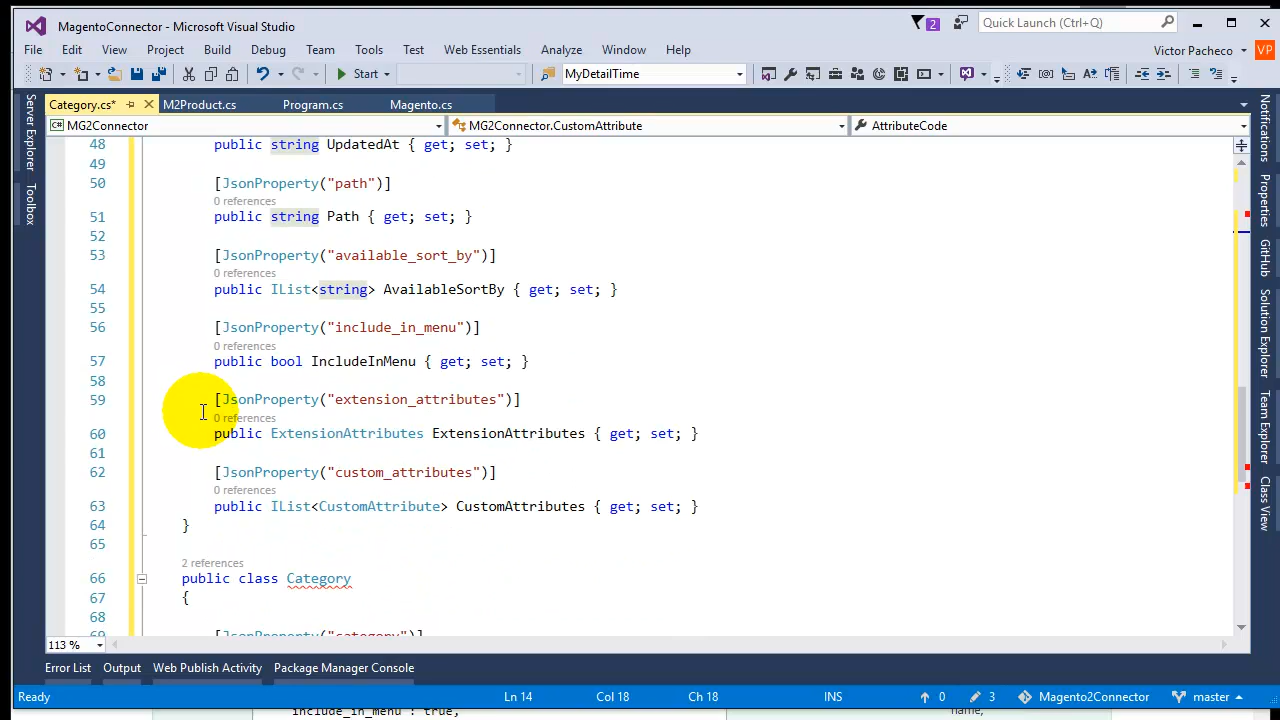 MagentoConnector - Microsoft Visual Studio
2
Quick Launch (Ctrl+Q)
File Edit View Project Build Debug Team Tools Test Web Essentials Analyze Window Help
Victor Pacheco VP
Start MyDetailTime
Server Explorer
Toolbox
Category.cs* M2Product.cs Program.cs Magento.cs
MG2Connector MG2Connector.CustomAttribute AttributeCode
48 public string UpdatedAt { get; set; }
49
50 [JsonProperty("path")]
0 references
51 public string Path { get; set; }
52
53 [JsonProperty("available_sort_by")]
0 references
54 public IList<string> AvailableSortBy { get; set; }
55
56 [JsonProperty("include_in_menu")]
0 references
57 public bool IncludeInMenu { get; set; }
58
59 [JsonProperty("extension_attributes")]
0 references
60 public ExtensionAttributes ExtensionAttributes { get; set; }
61
62 [JsonProperty("custom_attributes")]
0 references
63 public IList<CustomAttribute> CustomAttributes { get; set; }
64 }
65
2 references
66 public class Category
67 {
68
69 [JsonProperty("category")]
113 %
Notifications
Properties
GitHub
Solution Explorer
Team Explorer
Class View
Error List Output Web Publish Activity Package Manager Console
Ready Ln 14 Col 18 Ch 18 INS 0 3 Magento2Connector master
include_in_menu : true,
name,